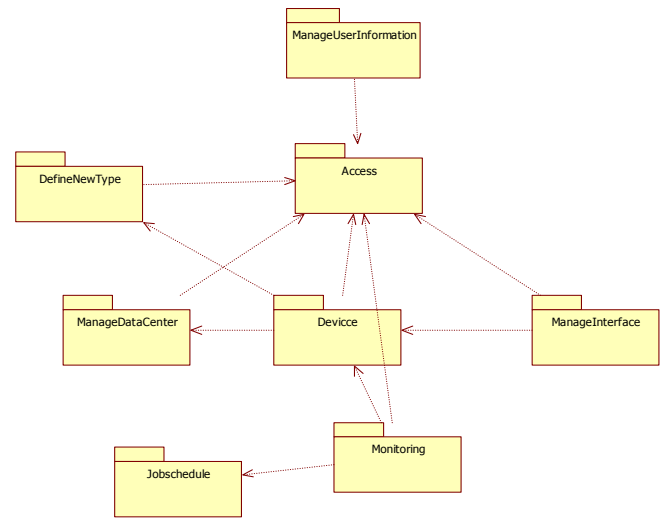 ManageUserInformation
Access
DefineNewType
ManageDataCenter
Devicce
ManageInterface
Monitoring
Jobschedule